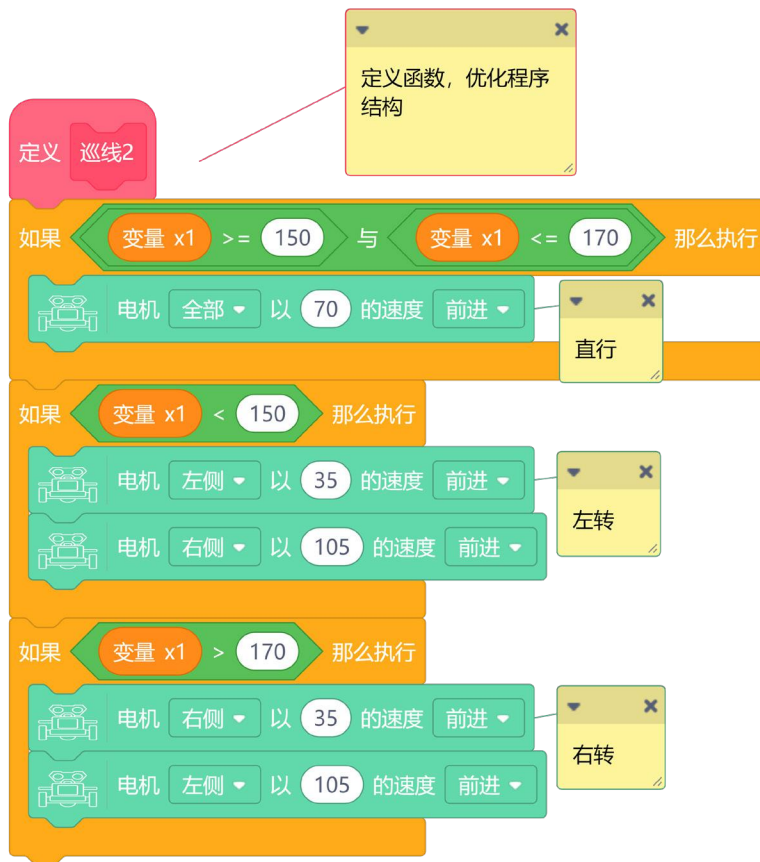 定义函数，优化程序
结构
定义 巡线2
如果 变量 x1 >= 150 与 变量 x1 <= 170 那么执行
电机 全部 以 70 的速度 前进
直行
如果 变量 x1 < 150 那么执行
电机 左侧 以 35 的速度 前进
左转
电机 右侧 以 105 的速度 前进
如果 变量 x1 > 170 那么执行
电机 右侧 以 35 的速度 前进
右转
电机 左侧 以 105 的速度 前进